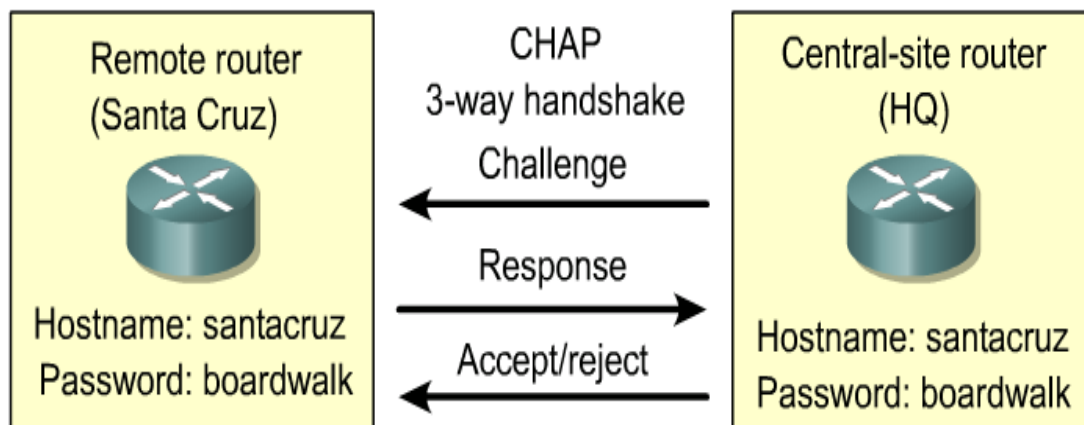 Remote router
(Santa Cruz)
Hostname: santacruz
Password: boardwalk
CHAP
3-way handshake
Challenge
Response
Accept/reject
Central-site router
(HQ)
Hostname: santacruz
Password: boardwalk